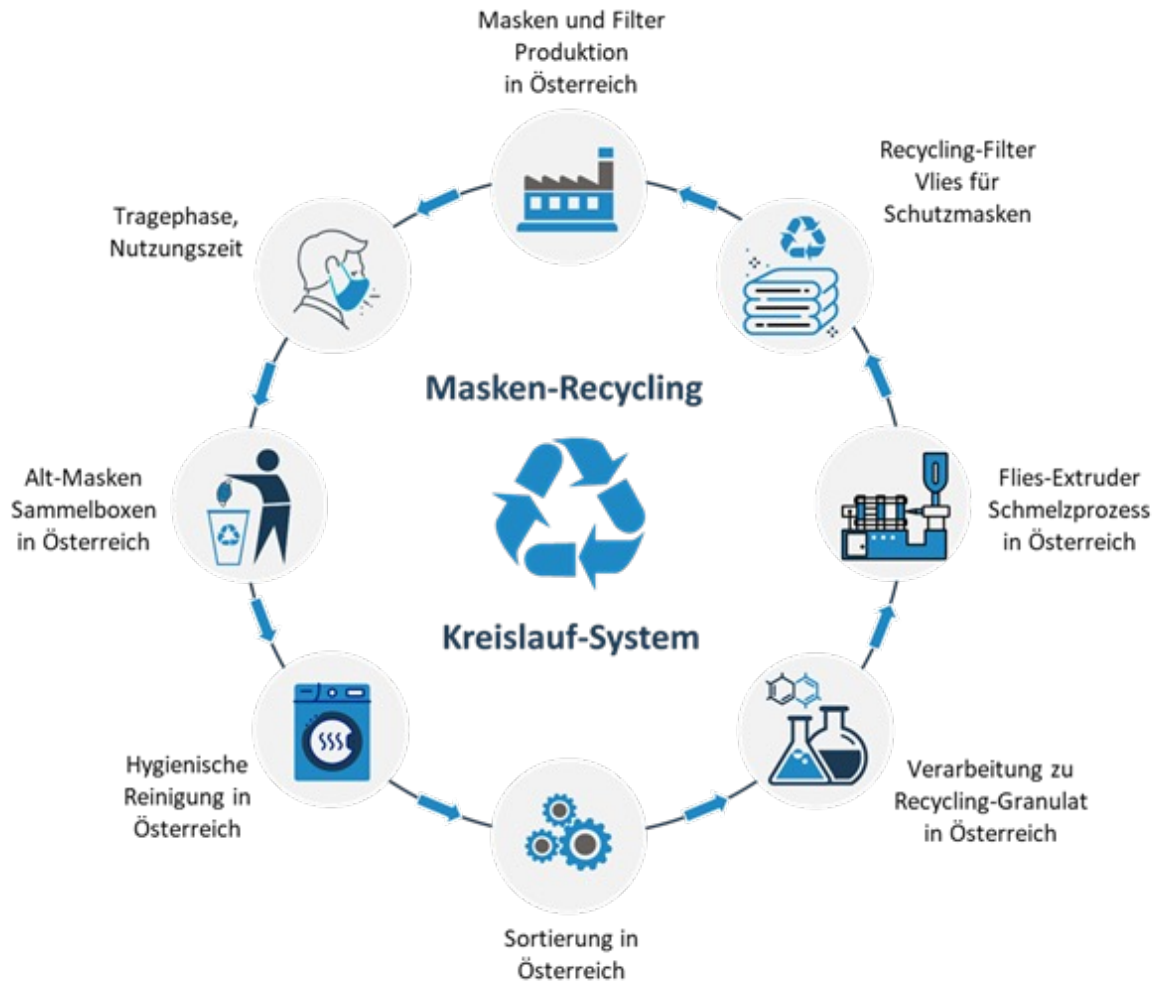 Masken und Filter
Produktion
in Österreich
Recycling-Filter
Vlies für
Schutzmasken
Tragephase,
Nutzungszeit
Masken-Recycling
Alt-Masken
Sammelboxen
in Österreich
Flies-Extruder
Schmelzprozess
in Österreich
Kreislauf-System
Hygienische
Reinigung in
Österreich
Verarbeitung zu
Recycling-Granulat
in Österreich
Sortierung in
Österreich